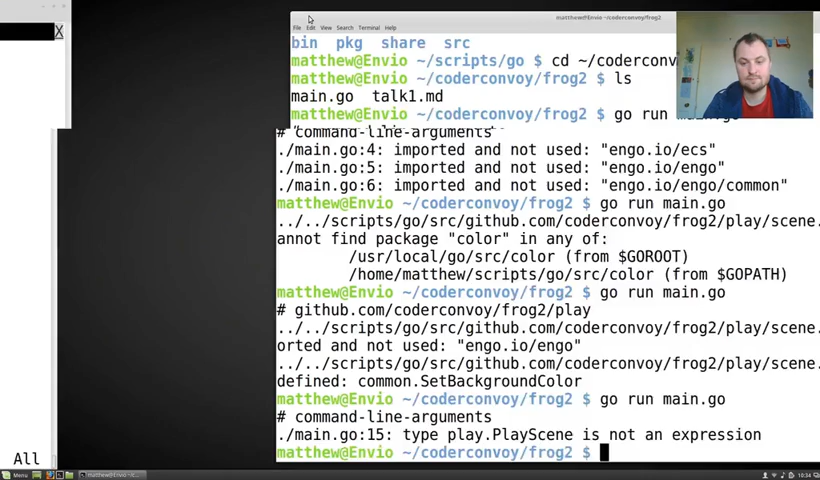 matthew@Envio ~/coderconvoy/frog2
File Edit View Search Terminal Help
X
bin pkg share src
matthew@Envio ~/scripts/go $ cd ~/coderconv
matthew@Envio ~/coderconvoy/frog2 $ ls
main.go talk1.md
matthew@Envio ~/coderconvoy/frog2 $ go run main.go
# command-line-arguments
./main.go:4: imported and not used: "engo.io/ecs"
./main.go:5: imported and not used: "engo.io/engo"
./main.go:6: imported and not used: "engo.io/engo/common"
matthew@Envio ~/coderconvoy/frog2 $ go run main.go
../../scripts/go/src/github.com/coderconvoy/frog2/play/scene.
annot find package "color" in any of:
/usr/local/go/src/color (from $GOROOT)
/home/matthew/scripts/go/src/color (from $GOPATH)
matthew@Envio ~/coderconvoy/frog2 $ go run main.go
# github.com/coderconvoy/frog2/play
../../scripts/go/src/github.com/coderconvoy/frog2/play/scene.
orted and not used: "engo.io/engo"
../../scripts/go/src/github.com/coderconvoy/frog2/play/scene.
defined: common.SetBackgroundColor
matthew@Envio ~/coderconvoy/frog2 $ go run main.go
# command-line-arguments
./main.go:15: type play.PlayScene is not an expression
matthew@Envio ~/coderconvoy/frog2 $
All
Menu
matthew@Envio ~/c...
10:34